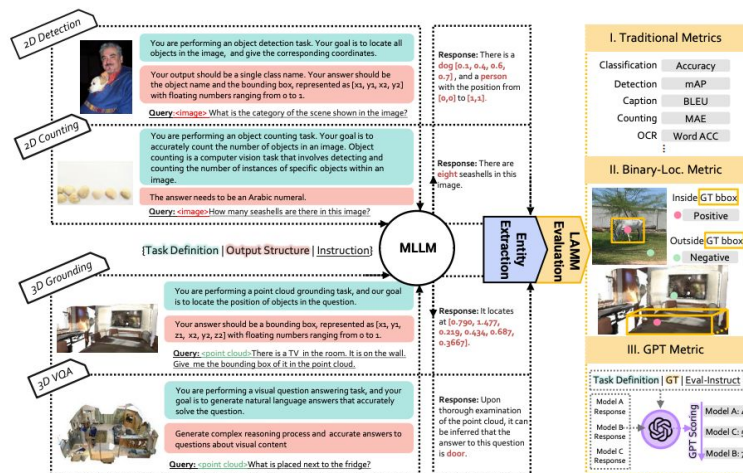 2D Detection
You are performing an object detection task. Your goal is to locate all
objects in the image, and give the corresponding coordinates.
Your output should be a single class name. Your answer should be
the object name and the bounding box, represented as [x1, y1, x2, y2]
with floating numbers ranging from 0 to 1.
Query:<image> What is the category of the scene shown in the image?
Response: There is a
dog [0.1, 0.4, 0.6,
0.7] , and a person
with the position from
[0,0] to [1,1].
2D Counting
You are performing an object counting task. Your goal is to
accurately count the number of objects in an image. Object
counting is a computer vision task that involves detecting and
counting the number of instances of specific objects within an
image.
The answer needs to be an Arabic numeral.
Query: <image>How many seashells are there in this image?
Response: There are
eight seashells in this
image.
{Task Definition | Output Structure | Instruction}
MLLM
Entity
Extraction
LAMM
Evaluation
3D Grounding
You are performing a point cloud grounding task, and our goal
is to locate the position of objects in the question.
Your answer should be a bounding box, represented as [x1, y1,
z1, x2, y2, z2] with floating numbers ranging from 0 to 1.
Query: <point cloud>There is a TV in the room. It is on the wall.
Give me the bounding box of it in the point cloud.
Response: It locates
at [0.790, 1.477,
0.219, 0.434, 0.687,
0.3667].
3D VQA
You are performing a visual question answering task, and your
goal is to generate natural language answers that accurately
solve the question.
Generate complex reasoning process and accurate answers to
questions about visual content
Query: <point cloud>What is placed next to the fridge?
Response: Upon
thorough examination
of the point cloud, it can
be inferred that the
answer to this question
is door.
I. Traditional Metrics
Classification Accuracy
Detection mAP
Caption BLEU
Counting MAE
OCR Word ACC
⋮
II. Binary-Loc. Metric
Inside GT bbox
Positive
Outside GT bbox
Negative
III. GPT Metric
Task Definition | GT | Eval-Instruct
Model A
Response
Model B
Response
Model C
Response
GPT Scoring
Model A:
Model C:
Model B: